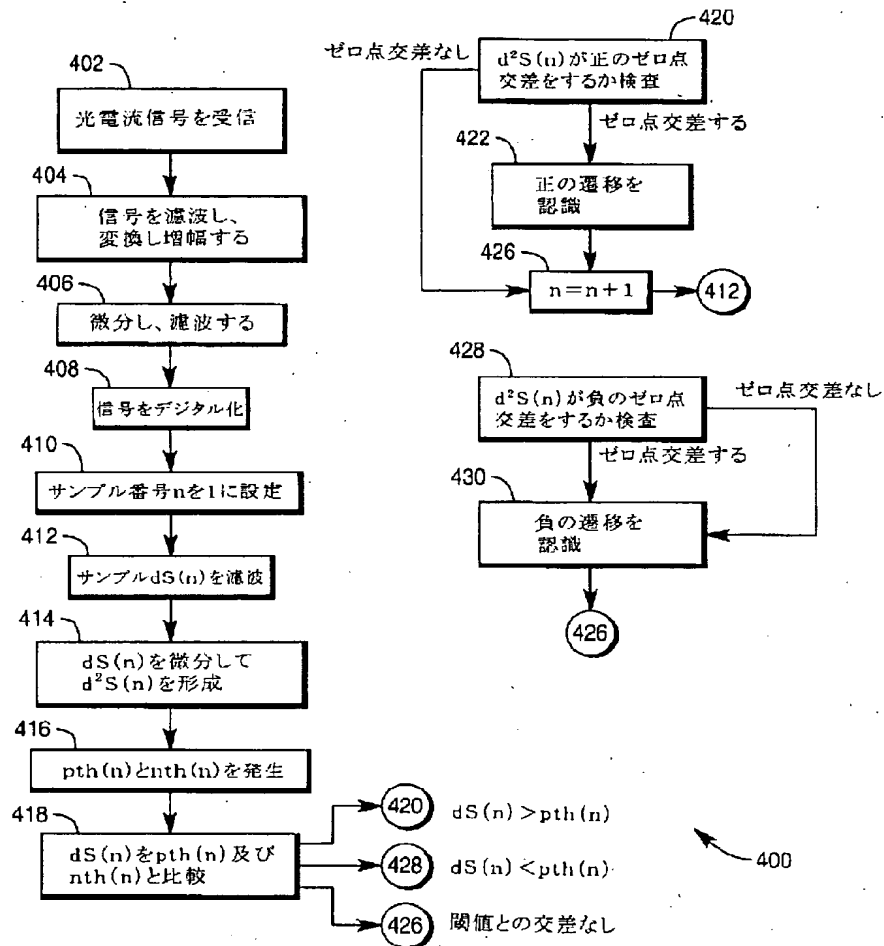 402
光電流信号を受信
404
信号を濾波し、
変換し増幅する
406
微分し、濾波する
408
信号をデジタル化
410
サンプル番号nを1に設定
412
サンプルdS(n)を濾波
414
dS(n)を微分して
d²S(n)を形成
416
pth(n)とnth(n)を発生
418
dS(n)をpth(n)及び
nth(n)と比較
420 dS(n)>pth(n)
428 dS(n)<pth(n)
426 閾値との交差なし
420
ゼロ点交差なし
d²S(n)が正のゼロ点
交差をするか検査
ゼロ点交差する
422
正の遷移を
認識
426
n=n+1
412
428
d²S(n)が負のゼロ点
交差をするか検査
ゼロ点交差なし
ゼロ点交差する
430
負の遷移を
認識
426
400